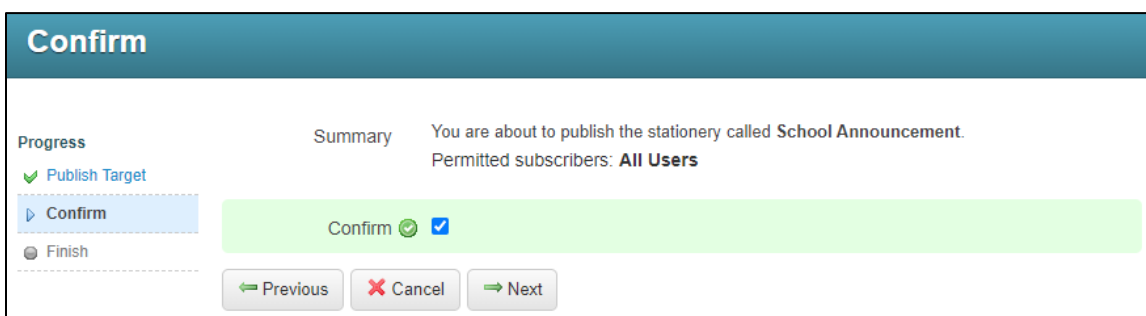 Confirm
Progress
Publish Target
Confirm
Finish
Summary
You are about to publish the stationery called School Announcement.
Permitted subscribers: All Users
Confirm
Previous
Cancel
Next